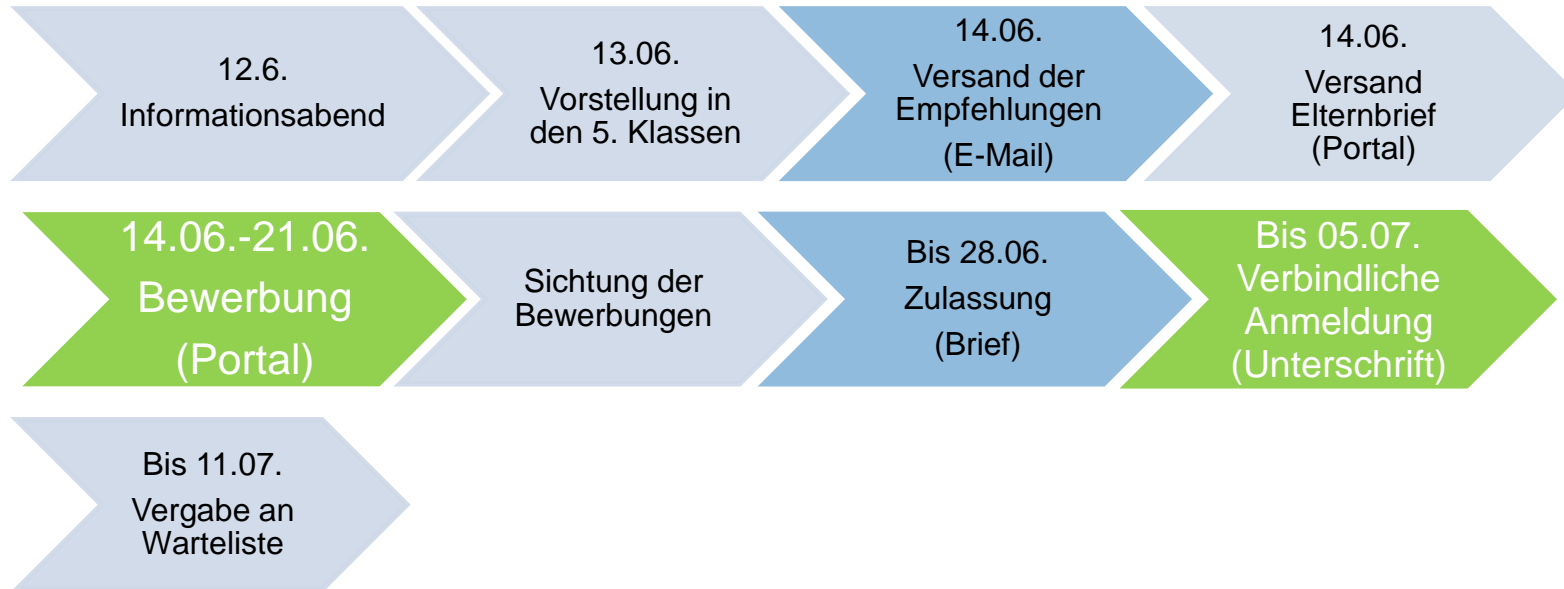 12.6.
Informationsabend
13.06.
Vorstellung in
den 5. Klassen
14.06.
Versand der
Empfehlungen
(E-Mail)
14.06.
Versand
Elternbrief
(Portal)
14.06.-21.06.
Bewerbung
(Portal)
Sichtung der
Bewerbungen
Bis 28.06.
Zulassung
(Brief)
Bis 05.07.
Verbindliche
Anmeldung
(Unterschrift)
Bis 11.07.
Vergabe an
Warteliste